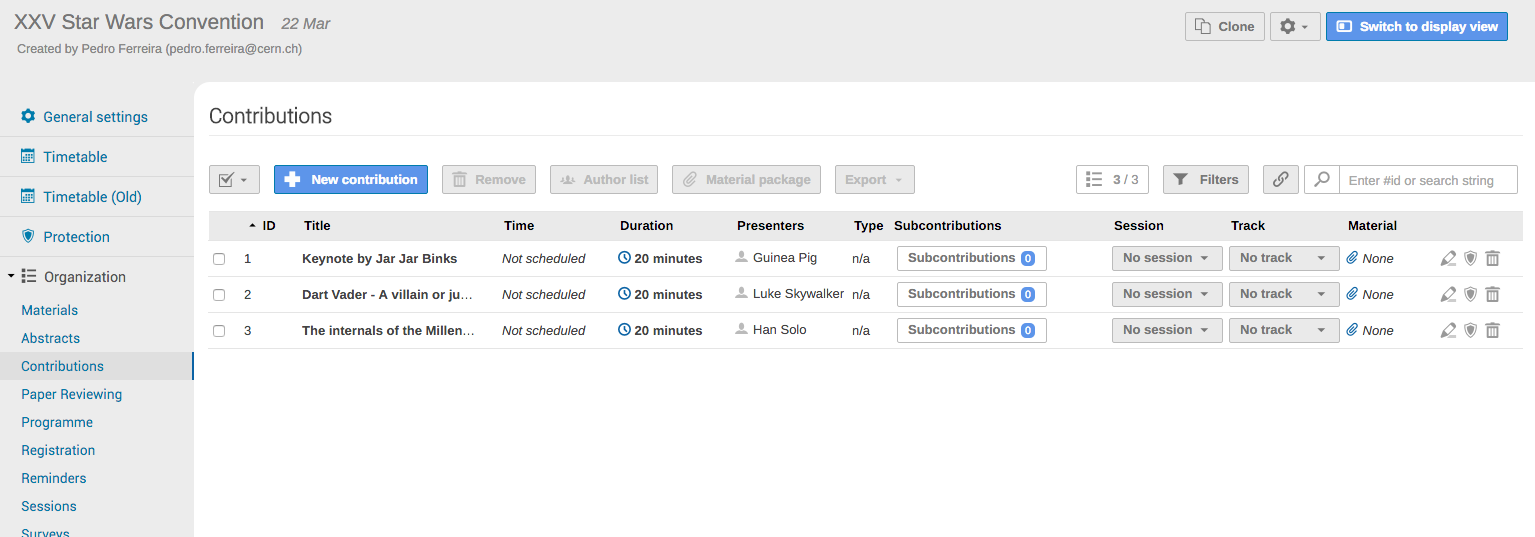 XXV Star Wars Convention 22 Mar
Created by Pedro Ferreira (pedro.ferreira@cern.ch)
Clone
Switch to display view
General settings
Timetable
Timetable (Old)
Protection
Organization
Materials
Abstracts
Contributions
Paper Reviewing
Programme
Registration
Reminders
Sessions
Surveys
Contributions
New contribution Remove Author list Material package Export 3 / 3 Filters Enter #id or search string
ID Title Time Duration Presenters Type Subcontributions Session Track Material
1 Keynote by Jar Jar Binks Not scheduled 20 minutes Guinea Pig n/a Subcontributions 0 No session No track None
2 Dart Vader - A villain or ju… Not scheduled 20 minutes Luke Skywalker n/a Subcontributions 0 No session No track None
3 The internals of the Millen… Not scheduled 20 minutes Han Solo n/a Subcontributions 0 No session No track None